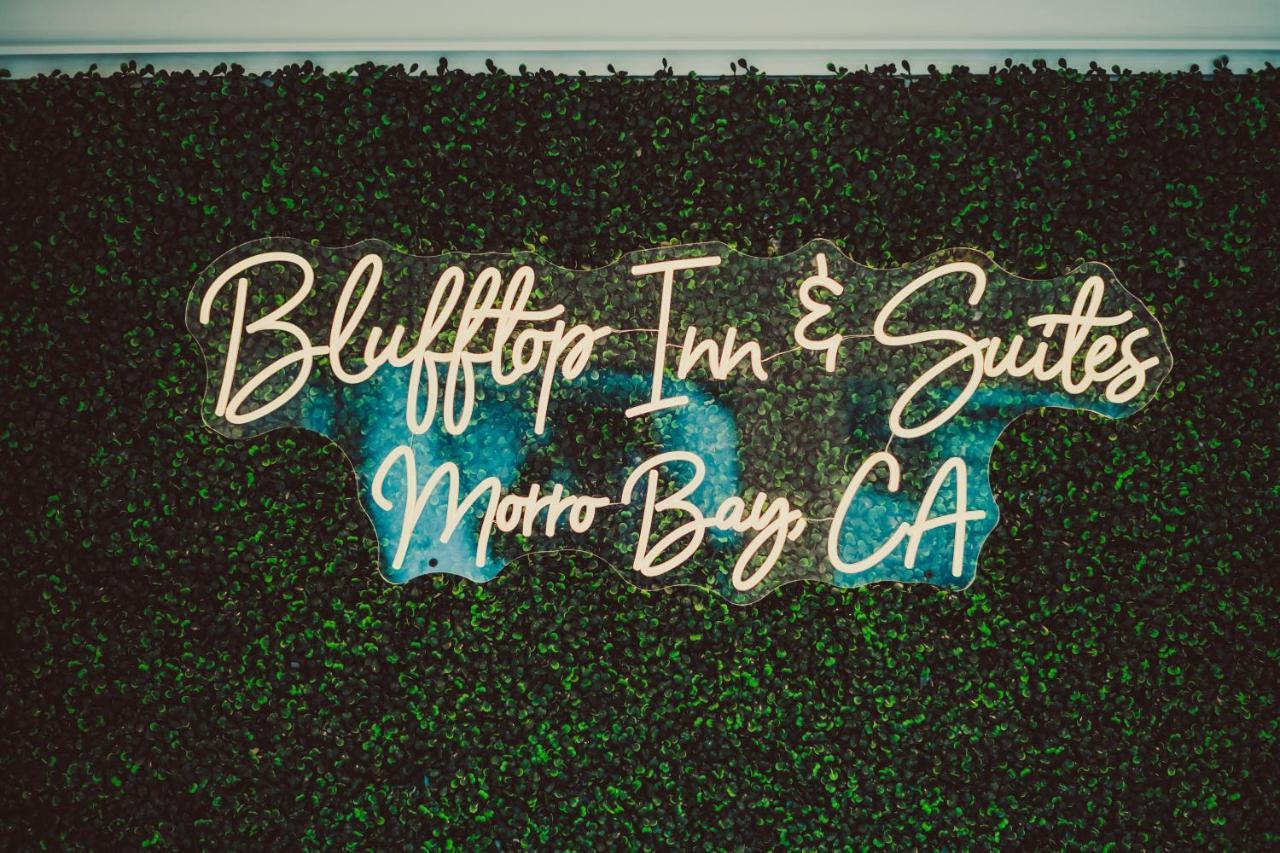 Blufftop Inn & Suites
Morro Bay, CA